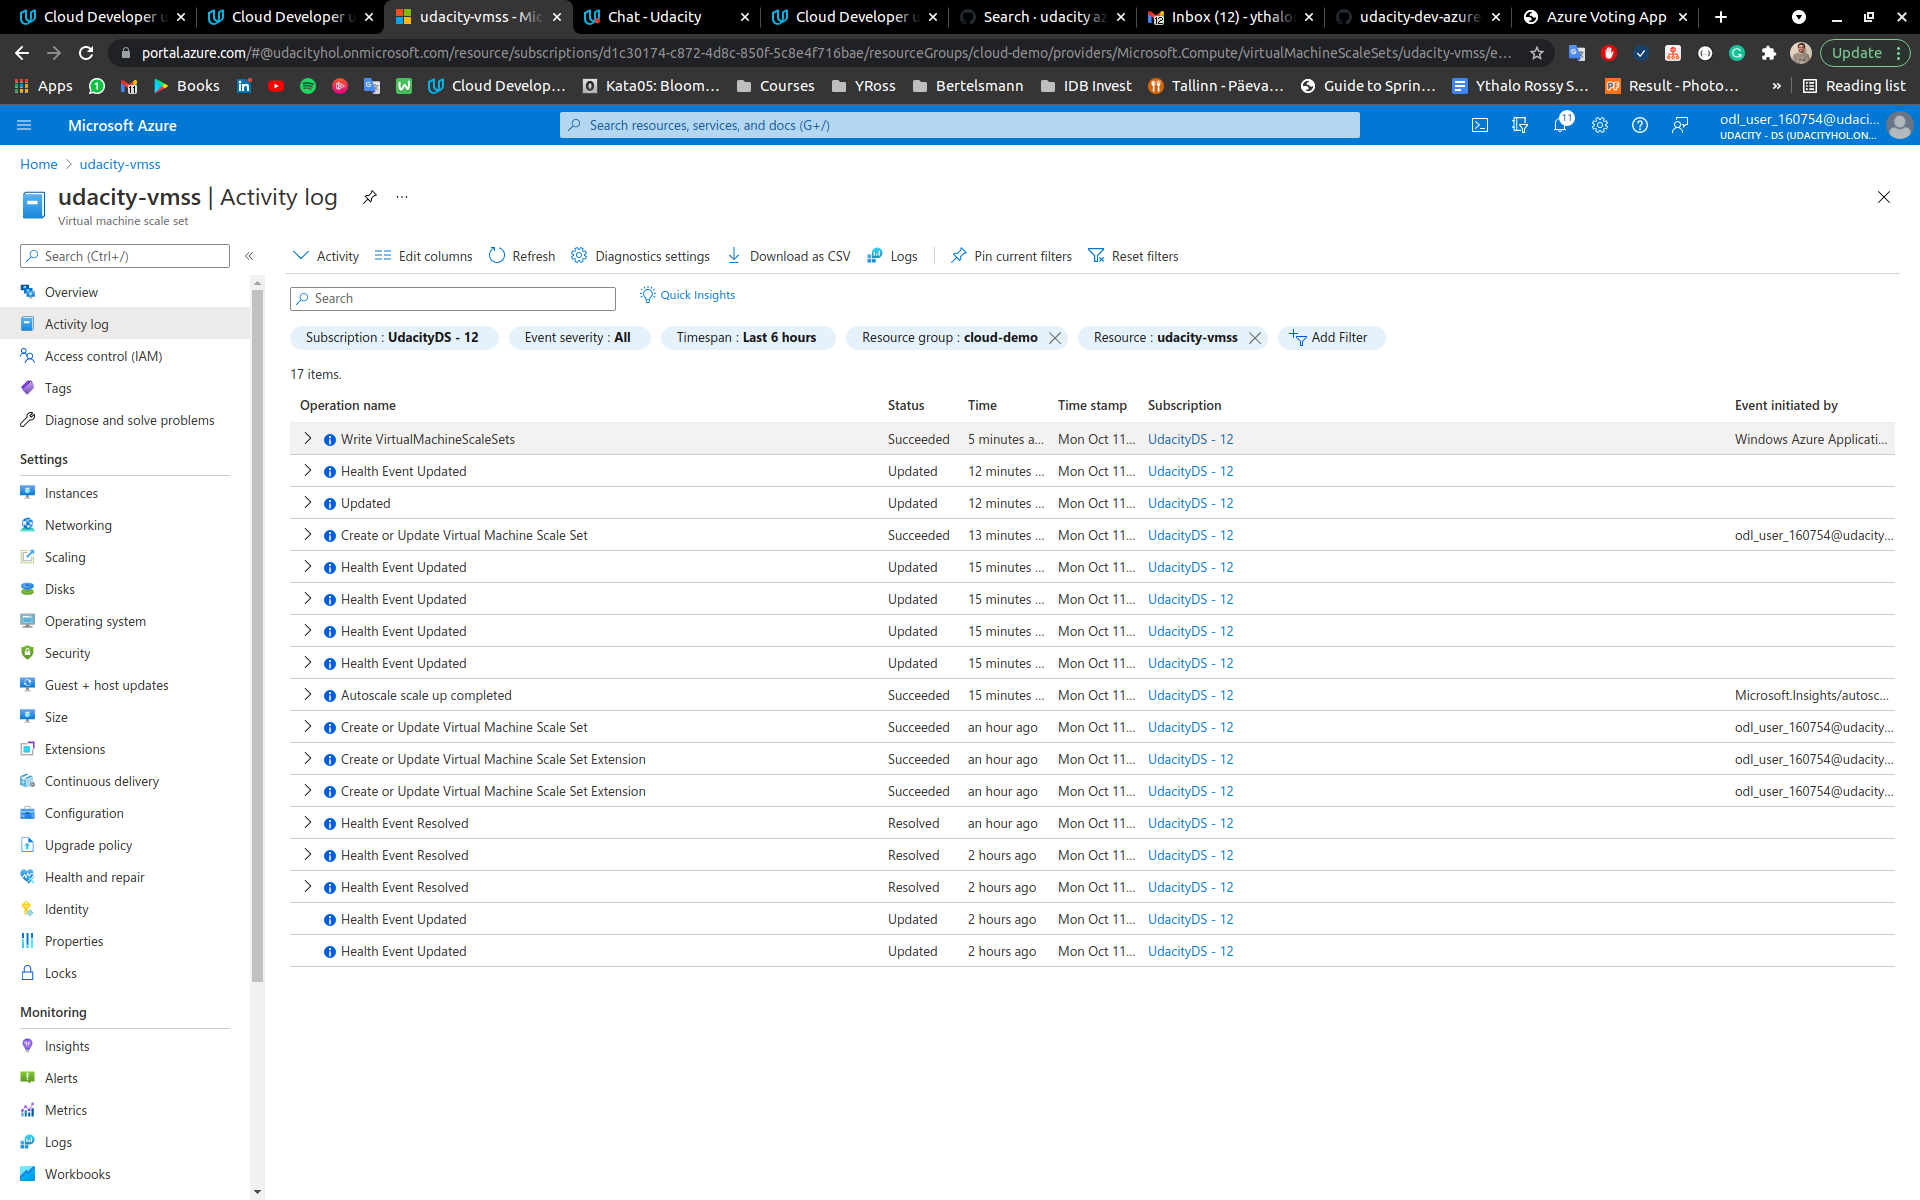 Cloud Developer u
Cloud Developer u
udacity-vmss - Mic
Chat - Udacity
Cloud Developer u
Search · udacity az
Inbox (12) - ythalo
udacity-dev-azure
Azure Voting App
portal.azure.com/#@udacityhol.onmicrosoft.com/resource/subscriptions/d1c30174-c872-4d8c-850f-5c8e4f716bae/resourceGroups/cloud-demo/providers/Microsoft.Compute/virtualMachineScaleSets/udacity-vmss/e...
Update
Apps
Books
Cloud Develop...
Kata05: Bloom...
Courses
YRoss
Bertelsmann
IDB Invest
Tallinn - Päeva...
Guide to Sprin...
Ythalo Rossy S...
Result - Photo...
»
Reading list
Microsoft Azure
Search resources, services, and docs (G+/)
11
odl_user_160754@udaci...
UDACITY - DS (UDACITYHOL.ON...
Home > udacity-vmss
udacity-vmss | Activity log
...
Virtual machine scale set
Search (Ctrl+/)
«
Activity
Edit columns
Refresh
Diagnostics settings
Download as CSV
Logs
Pin current filters
Reset filters
Search
Quick Insights
Subscription : UdacityDS - 12
Event severity : All
Timespan : Last 6 hours
Resource group : cloud-demo
Resource : udacity-vmss
Add Filter
17 items.
Operation name Status Time Time stamp Subscription Event initiated by
Write VirtualMachineScaleSets Succeeded 5 minutes a... Mon Oct 11... UdacityDS - 12 Windows Azure Applicati...
Health Event Updated Updated 12 minutes ... Mon Oct 11... UdacityDS - 12
Updated Updated 12 minutes ... Mon Oct 11... UdacityDS - 12
Create or Update Virtual Machine Scale Set Succeeded 13 minutes ... Mon Oct 11... UdacityDS - 12 odl_user_160754@udacity...
Health Event Updated Updated 15 minutes ... Mon Oct 11... UdacityDS - 12
Health Event Updated Updated 15 minutes ... Mon Oct 11... UdacityDS - 12
Health Event Updated Updated 15 minutes ... Mon Oct 11... UdacityDS - 12
Health Event Updated Updated 15 minutes ... Mon Oct 11... UdacityDS - 12
Autoscale scale up completed Succeeded 15 minutes ... Mon Oct 11... UdacityDS - 12 Microsoft.Insights/autosc...
Create or Update Virtual Machine Scale Set Succeeded an hour ago Mon Oct 11... UdacityDS - 12 odl_user_160754@udacity...
Create or Update Virtual Machine Scale Set Extension Succeeded an hour ago Mon Oct 11... UdacityDS - 12 odl_user_160754@udacity...
Create or Update Virtual Machine Scale Set Extension Succeeded an hour ago Mon Oct 11... UdacityDS - 12 odl_user_160754@udacity...
Health Event Resolved Resolved an hour ago Mon Oct 11... UdacityDS - 12
Health Event Resolved Resolved 2 hours ago Mon Oct 11... UdacityDS - 12
Health Event Resolved Resolved 2 hours ago Mon Oct 11... UdacityDS - 12
Health Event Updated Updated 2 hours ago Mon Oct 11... UdacityDS - 12
Health Event Updated Updated 2 hours ago Mon Oct 11... UdacityDS - 12
Overview
Activity log
Access control (IAM)
Tags
Diagnose and solve problems
Settings
Instances
Networking
Scaling
Disks
Operating system
Security
Guest + host updates
Size
Extensions
Continuous delivery
Configuration
Upgrade policy
Health and repair
Identity
Properties
Locks
Monitoring
Insights
Alerts
Metrics
Logs
Workbooks